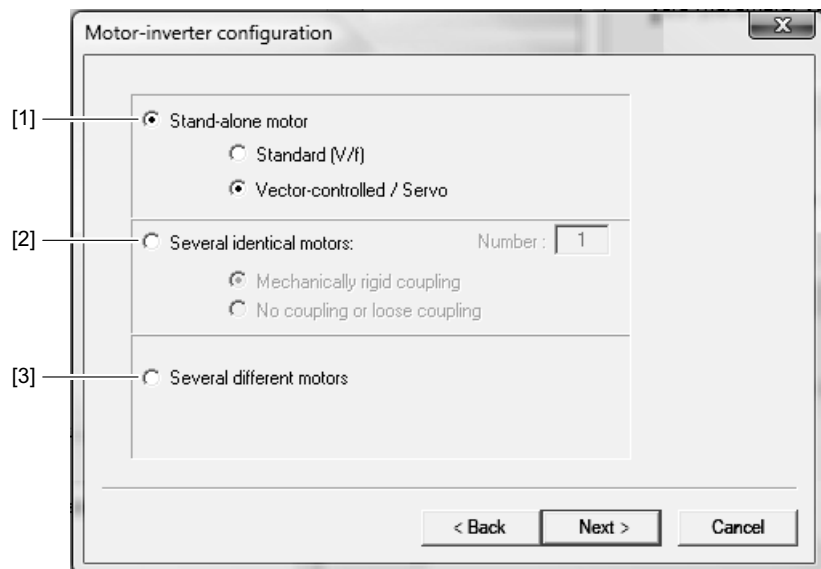 Motor-inverter configuration
[1]
Stand-alone motor
Standard (V/f)
Vector-controlled / Servo
[2]
Several identical motors: Number : 1
Mechanically rigid coupling
No coupling or loose coupling
[3]
Several different motors
< Back Next > Cancel